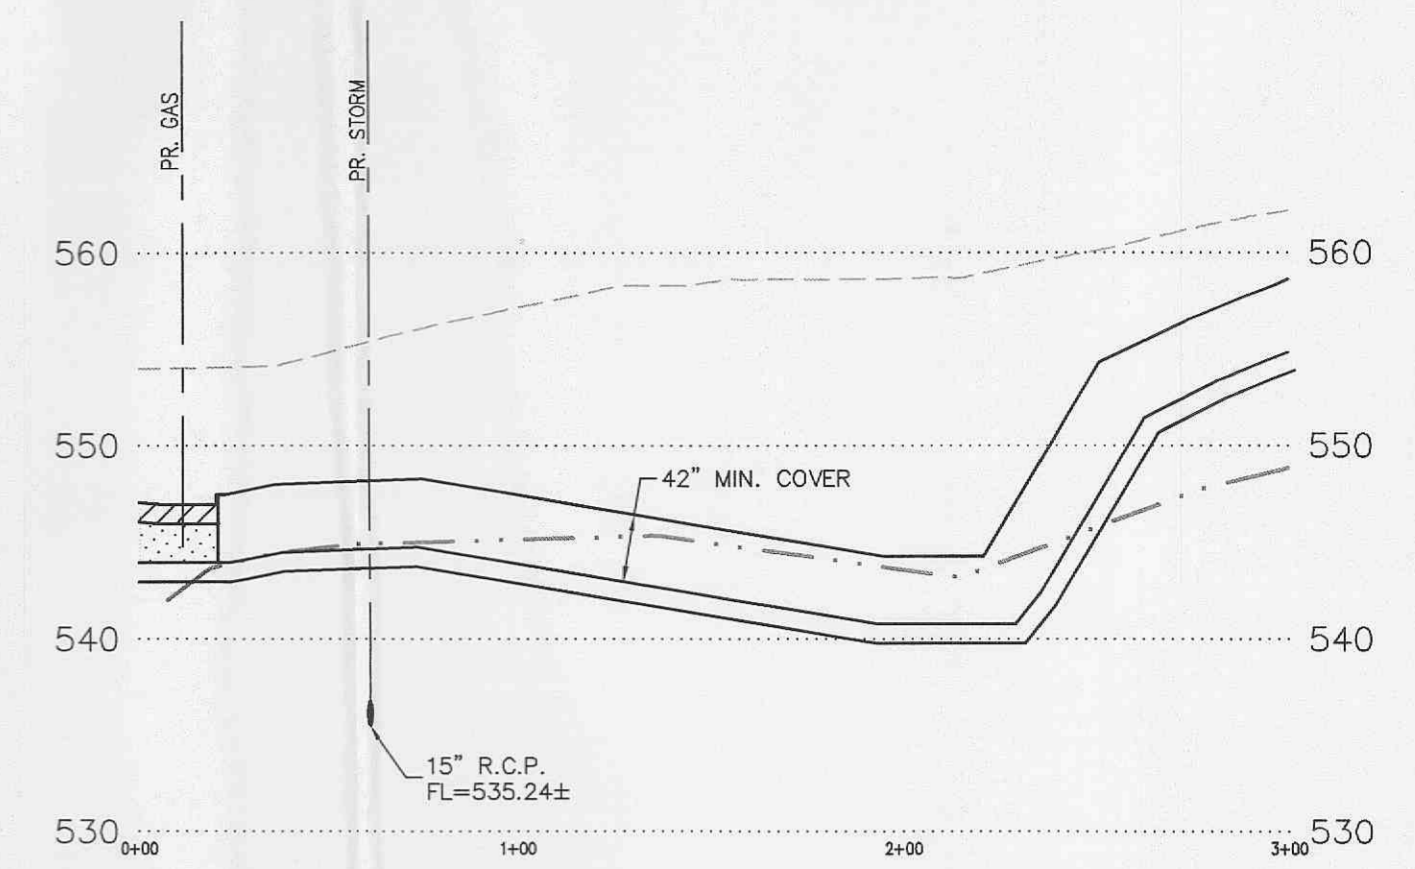 PR. GAS
PR. STORM
560
560
550
550
42” MIN. COVER
540
540
15” R.C.P.
FL=535.24±
530
530
0+00
1+00
2+00
3+00